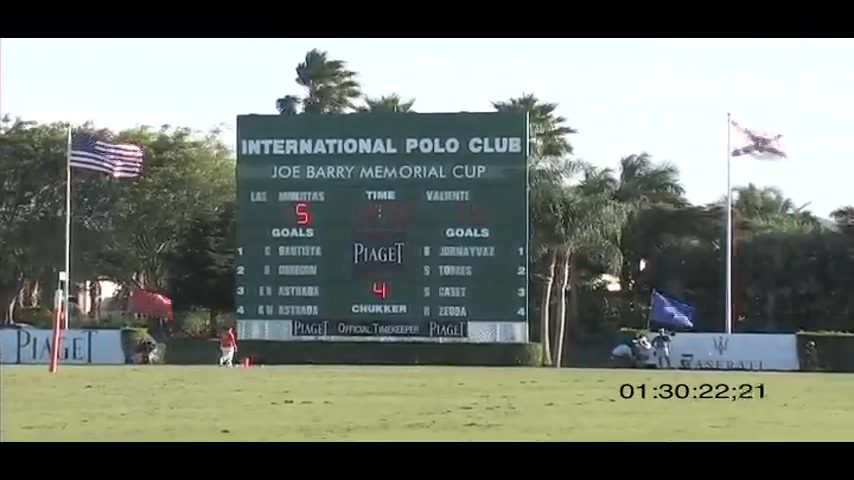 INTERNATIONAL POLO CLUB
JOE BARRY MEMORIAL CUP
LAS MONJITAS TIME VALIENTE
5 :
GOALS GOALS
1 BAUTISTA PIAGET JORNAYVAZ 1
2 OBREGON TORRES 2
3 ASTRADA 4 CASET 3
4 ASTRADA CHUKKER ZEDDA 4
PIAGET OFFICIAL TIMEKEEPER PIAGET
PIAGET
MASERATI
01:30:22;21